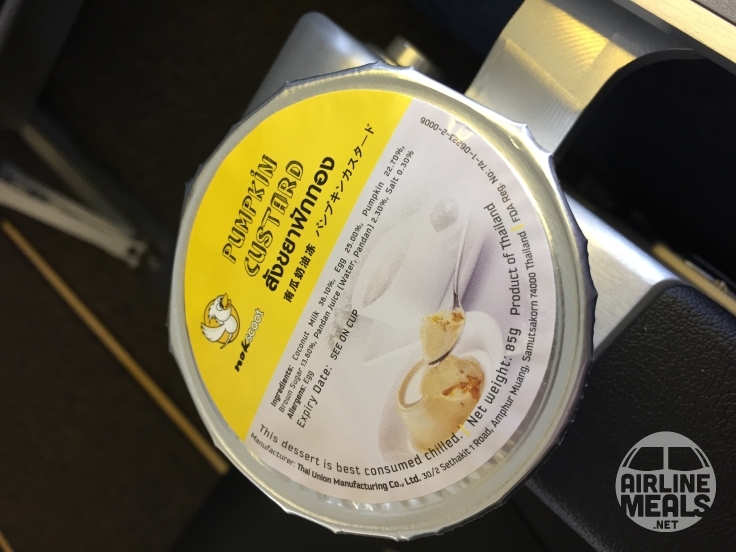 PUMPKIN
CUSTARD
สังขยาฟักทอง
南瓜奶油冻 · パンプキンカスタード
nokscoot
Ingredients: Coconut Milk 38.10%, Egg 25.00%, Pumpkin 22.70%,
Brown Sugar 13.80%, Pandan Juice (Water, Pandan) 2.30%, Salt 0.30%
Allergens: Egg
Expiry Date: SEE ON CUP
This dessert is best consumed chilled. Net weight: 85g Product of Thailand
Manufacturer: Thai Union Manufacturing Co., Ltd. 30/2 Sethakit 1 Road, Amphur Muang, Samutsakorn 74000 Thailand | FDA Reg. No: 74-1-06221-2-0006
AIRLINE
MEALS
.NET